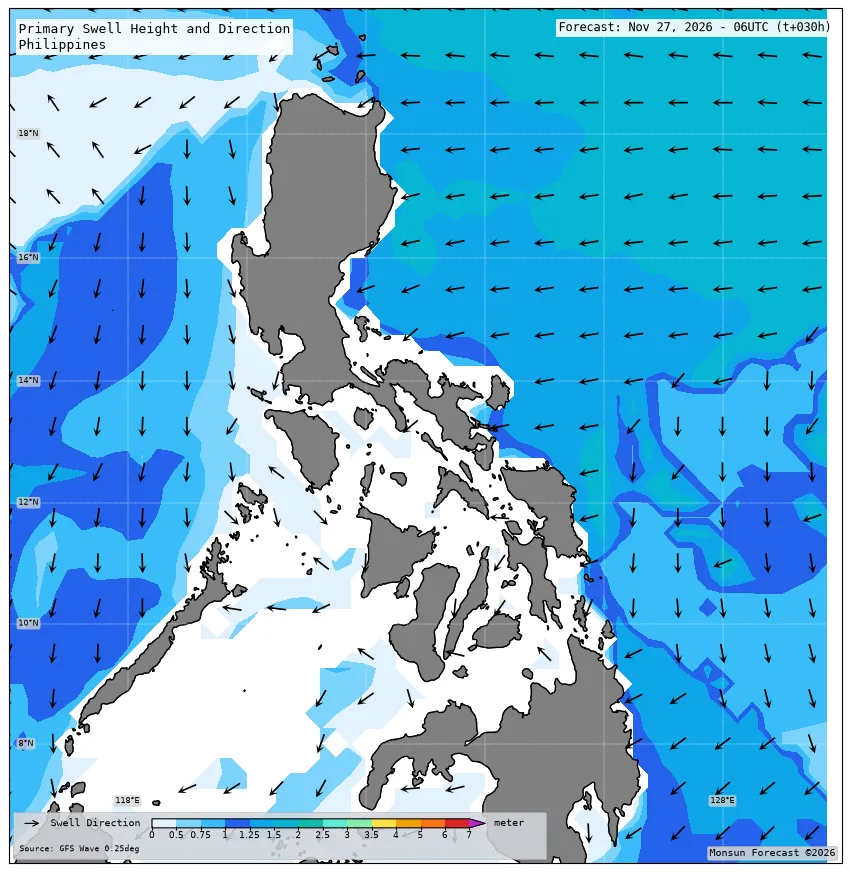 Primary Swell Height and Direction
Philippines
Forecast: Nov 27, 2026 - 06UTC (t+030h)
18°N
16°N
14°N
12°N
10°N
8°N
118°E
128°E
Swell Direction
meter
0 0.5 0.75 1 1.25 1.5 2 2.5 3 3.5 4 5 6 7
Source: GFS Wave 0.25deg
Monsun Forecast ©2026